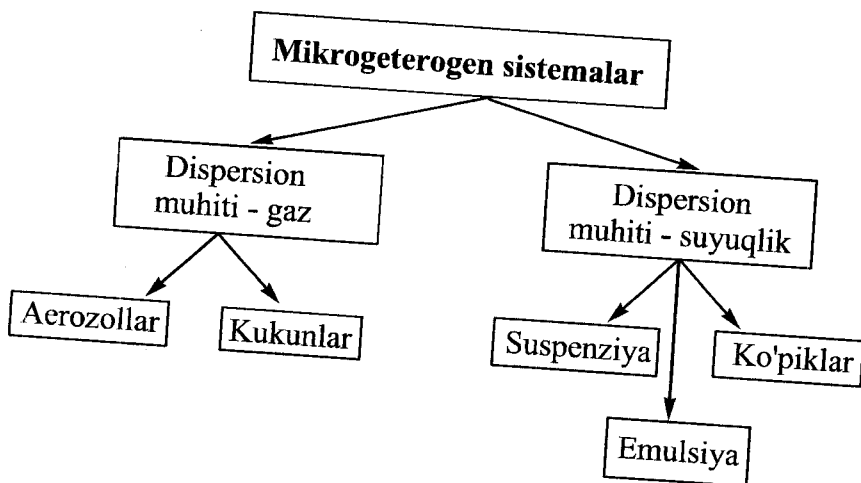 Mikrogeterogen sistemalar
Dispersion
muhiti - gaz
Dispersion
muhiti - suyuqlik
Aerozollar
Kukunlar
Suspenziya
Ko'piklar
Emulsiya